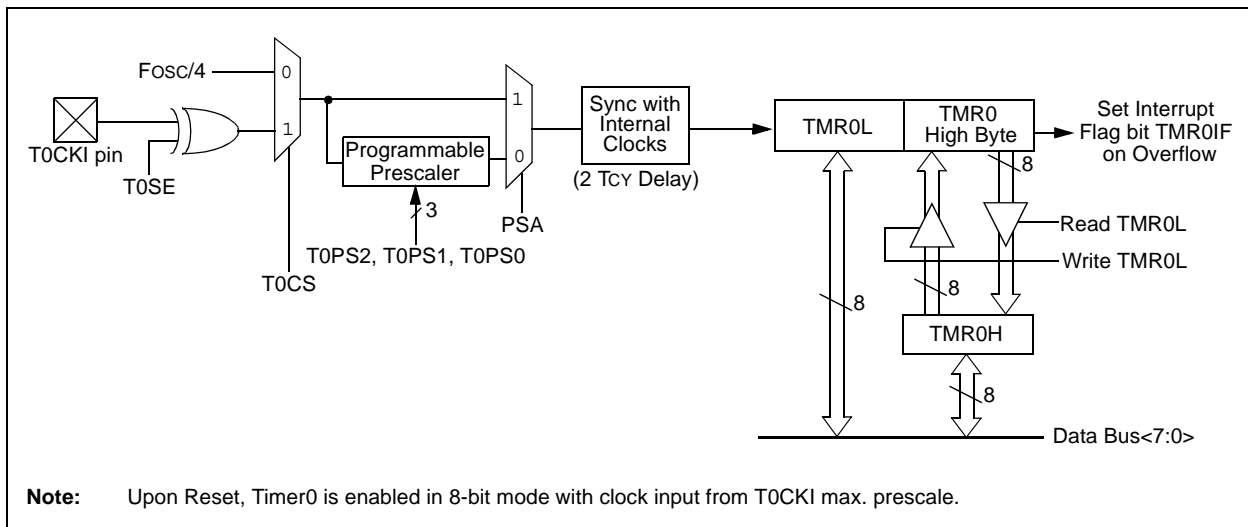 FOSC/4
0
1
T0CKI pin
T0SE
T0CS
Programmable
Prescaler
3
T0PS2, T0PS1, T0PS0
1
0
PSA
Sync with
Internal
Clocks
(2 TCY Delay)
TMR0L
TMR0
High Byte
Set Interrupt
Flag bit TMR0IF
on Overflow
8
Read TMR0L
Write TMR0L
8
8
TMR0H
8
Data Bus<7:0>
Note: Upon Reset, Timer0 is enabled in 8-bit mode with clock input from T0CKI max. prescale.